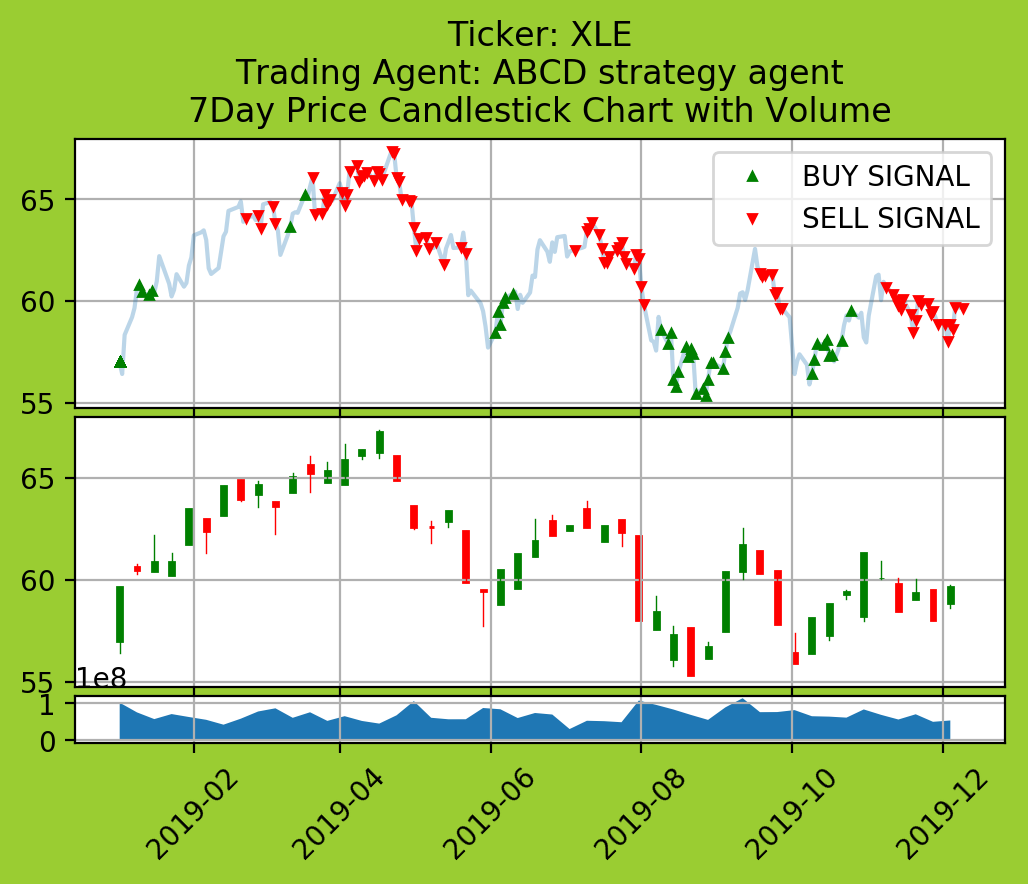 Ticker: XLE
Trading Agent: ABCD strategy agent
7Day Price Candlestick Chart with Volume
BUY SIGNAL
SELL SIGNAL
65
60
55
65
60
55
1e8
1
0
2019-02
2019-04
2019-06
2019-08
2019-10
2019-12